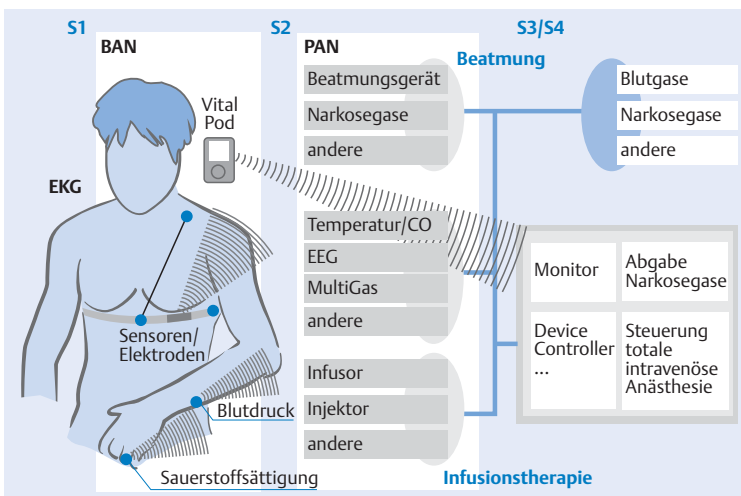 S1
S2
S3/S4
BAN
PAN
Beatmung
Vital
Pod
EKG
Sensoren/
Elektroden
Blutdruck
Sauerstoffsättigung
Beatmungsgerät
Narkosegase
andere
Temperatur/CO
EEG
MultiGas
andere
Infusor
Injektor
andere
Infusionstherapie
Blutgase
Narkosegase
andere
Monitor
Abgabe
Narkosegase
Device
Controller
...
Steuerung
totale
intravenöse
Anästhesie